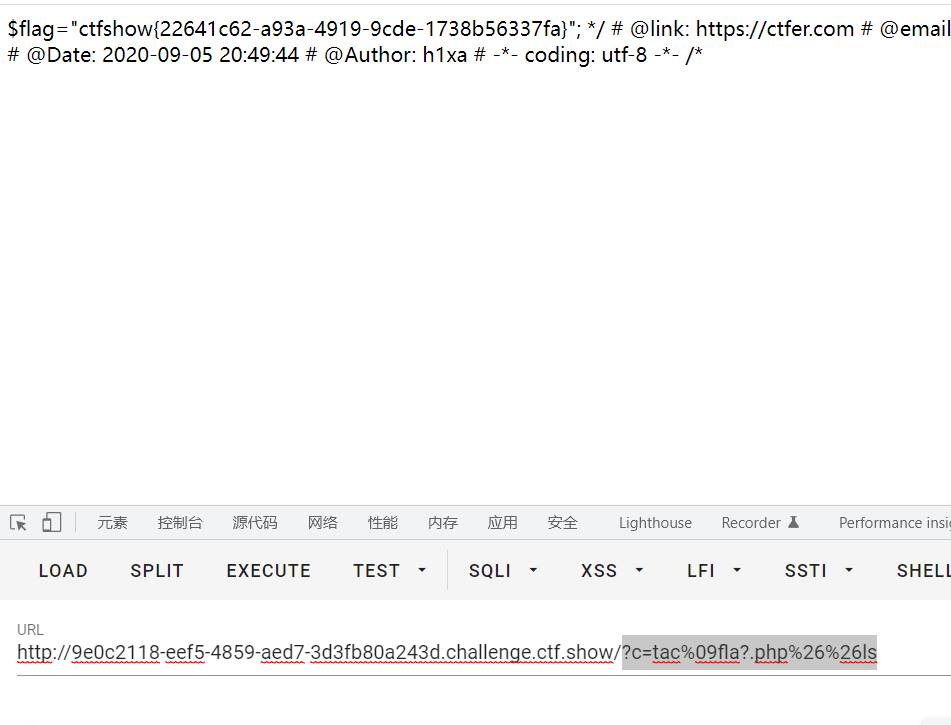 $flag="ctfshow{22641c62-a93a-4919-9cde-1738b56337fa}"; */ # @link: https://ctfer.com # @email
# @Date: 2020-09-05 20:49:44 # @Author: h1xa # -*- coding: utf-8 -*- /*
元素 控制台 源代码 网络 性能 内存 应用 安全 Lighthouse Recorder Performance insi
LOAD SPLIT EXECUTE TEST SQLI XSS LFI SSTI SHELL
URL
http://9e0c2118-eef5-4859-aed7-3d3fb80a243d.challenge.ctf.show/?c=tac%09fla?.php%26%26ls